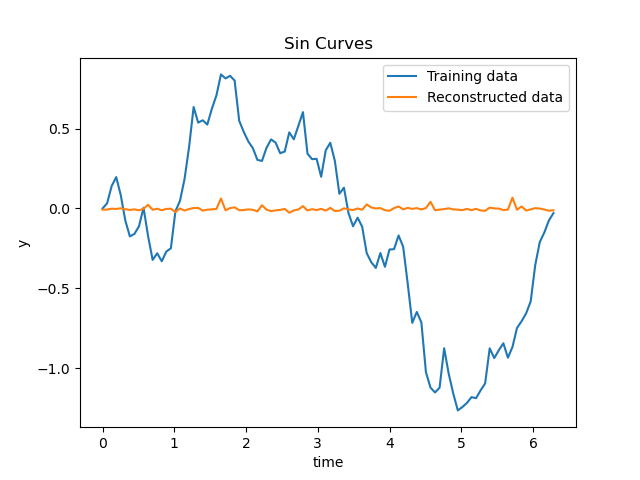 Sin Curves
Training data
Reconstructed data
0.5
0.0
−0.5
−1.0
y
0 1 2 3 4 5 6
time